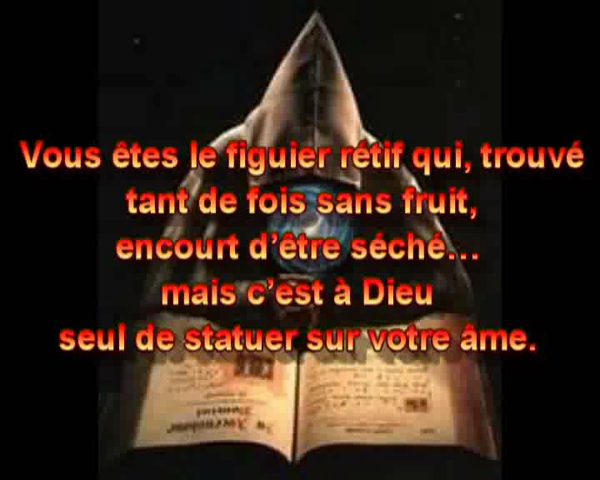 Vous êtes le figuier rétif qui, trouvé
tant de fois sans fruit,
encourt d’être séché...
mais c’est à Dieu
seul de statuer sur votre âme.